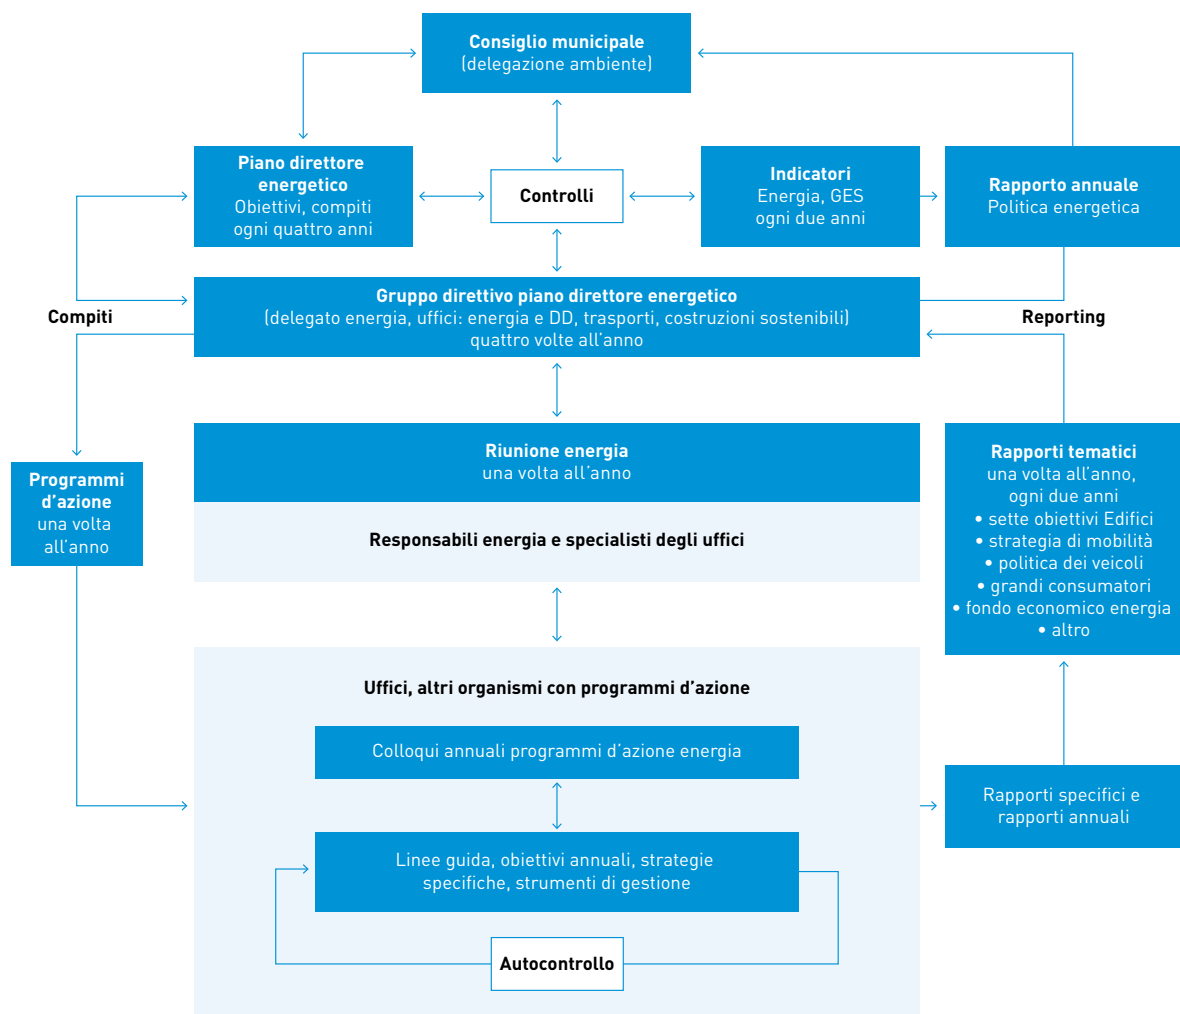 Consiglio municipale
(delegazione ambiente)
Piano direttore
energetico
Obiettivi, compiti
ogni quattro anni
Controlli
Indicatori
Energia, GES
ogni due anni
Rapporto annuale
Politica energetica
Compiti
Gruppo direttivo piano direttore energetico
(delegato energia, uffici: energia e DD, trasporti, costruzioni sostenibili)
quattro volte all'anno
Reporting
Programmi
d'azione
una volta
all'anno
Riunione energia
una volta all'anno
Responsabili energia e specialisti degli uffici
Rapporti tematici
una volta all'anno,
ogni due anni
• sette obiettivi Edifici
• strategia di mobilità
• politica dei veicoli
• grandi consumatori
• fondo economico energia
• altro
Uffici, altri organismi con programmi d'azione
Colloqui annuali programmi d'azione energia
Linee guida, obiettivi annuali, strategie
specifiche, strumenti di gestione
Autocontrollo
Rapporti specifici e
rapporti annuali